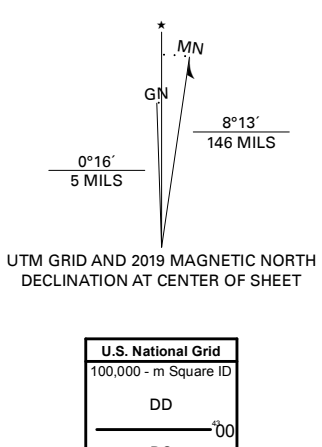 MN
GN
8°13´
146 MILS
0°16´
5 MILS
UTM GRID AND 2019 MAGNETIC NORTH
DECLINATION AT CENTER OF SHEET
U.S. National Grid
100,000 - m Square ID
DD
4300